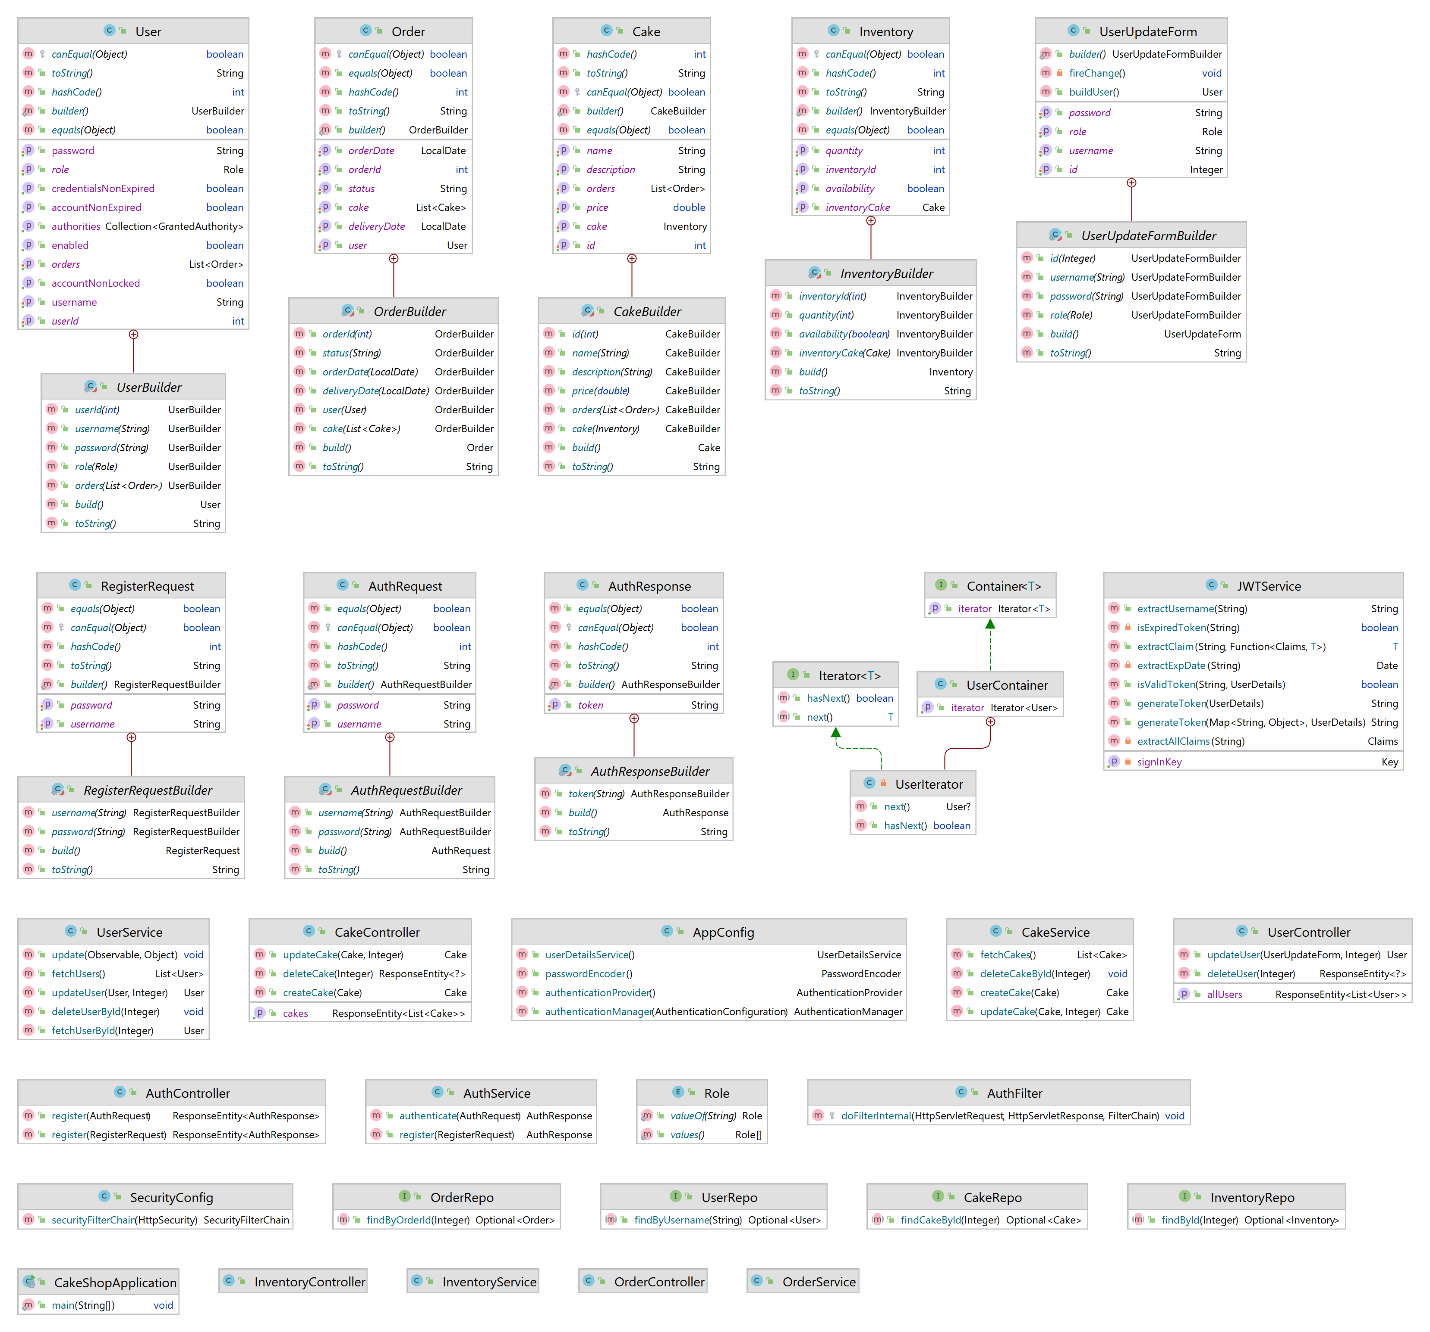 User
canEqual(Object) boolean
toString() String
hashCode() int
builder() UserBuilder
equals(Object) boolean
password String
role Role
credentialsNonExpired boolean
accountNonExpired boolean
authorities Collection<GrantedAuthority>
enabled boolean
orders List<Order>
accountNonLocked boolean
username String
userId int
UserBuilder
userId(int) UserBuilder
username(String) UserBuilder
password(String) UserBuilder
role(Role) UserBuilder
orders(List<Order>) UserBuilder
build() User
toString() String
Order
canEqual(Object) boolean
equals(Object) boolean
hashCode() int
toString() String
builder() OrderBuilder
orderDate LocalDate
orderId int
status String
cake List<Cake>
deliveryDate LocalDate
user User
OrderBuilder
orderId(int) OrderBuilder
status(String) OrderBuilder
orderDate(LocalDate) OrderBuilder
deliveryDate(LocalDate) OrderBuilder
user(User) OrderBuilder
cake(List<Cake>) OrderBuilder
build() Order
toString() String
Cake
hashCode() int
toString() String
canEqual(Object) boolean
builder() CakeBuilder
equals(Object) boolean
name String
description String
orders List<Order>
price double
cake Inventory
id int
CakeBuilder
id(int) CakeBuilder
name(String) CakeBuilder
description(String) CakeBuilder
price(double) CakeBuilder
orders(List<Order>) CakeBuilder
cake(Inventory) CakeBuilder
build() Cake
toString() String
Inventory
canEqual(Object) boolean
hashCode() int
toString() String
builder() InventoryBuilder
equals(Object) boolean
quantity int
inventoryId int
availability boolean
inventoryCake Cake
InventoryBuilder
inventoryId(int) InventoryBuilder
quantity(int) InventoryBuilder
availability(boolean) InventoryBuilder
inventoryCake(Cake) InventoryBuilder
build() Inventory
toString() String
UserUpdateForm
builder() UserUpdateFormBuilder
fireChange() void
buildUser() User
password String
role Role
username String
id Integer
UserUpdateFormBuilder
id(Integer) UserUpdateFormBuilder
username(String) UserUpdateFormBuilder
password(String) UserUpdateFormBuilder
role(Role) UserUpdateFormBuilder
build() UserUpdateForm
toString() String
RegisterRequest
equals(Object) boolean
canEqual(Object) boolean
hashCode() int
toString() String
builder() RegisterRequestBuilder
password String
username String
RegisterRequestBuilder
username(String) RegisterRequestBuilder
password(String) RegisterRequestBuilder
build() RegisterRequest
toString() String
AuthRequest
equals(Object) boolean
canEqual(Object) boolean
hashCode() int
toString() String
builder() AuthRequestBuilder
password String
username String
AuthRequestBuilder
username(String) AuthRequestBuilder
password(String) AuthRequestBuilder
build() AuthRequest
toString() String
AuthResponse
equals(Object) boolean
canEqual(Object) boolean
hashCode() int
toString() String
builder() AuthResponseBuilder
token String
AuthResponseBuilder
token(String) AuthResponseBuilder
build() AuthResponse
toString() String
Container<T>
iterator Iterator<T>
Iterator<T>
hasNext() boolean
next() T
UserContainer
iterator Iterator<User>
UserIterator
next() User?
hasNext() boolean
JWTService
extractUsername(String) String
isExpiredToken(String) boolean
extractClaim(String, Function<Claims, T>) T
extractExpDate(String) Date
isValidToken(String, UserDetails) boolean
generateToken(UserDetails) String
generateToken(Map<String, Object>, UserDetails) String
extractAllClaims(String) Claims
signInKey Key
UserService
update(Observable, Object) void
fetchUsers() List<User>
updateUser(User, Integer) User
deleteUserById(Integer) void
fetchUserById(Integer) User
CakeController
updateCake(Cake, Integer) Cake
deleteCake(Integer) ResponseEntity<?>
createCake(Cake) Cake
cakes ResponseEntity<List<Cake>>
AppConfig
userDetailsService() UserDetailsService
passwordEncoder() PasswordEncoder
authenticationProvider() AuthenticationProvider
authenticationManager(AuthenticationConfiguration) AuthenticationManager
CakeService
fetchCakes() List<Cake>
deleteCakeById(Integer) void
createCake(Cake) Cake
updateCake(Cake, Integer) Cake
UserController
updateUser(UserUpdateForm, Integer) User
deleteUser(Integer) ResponseEntity<?>
allUsers ResponseEntity<List<User>>
AuthController
register(AuthRequest) ResponseEntity<AuthResponse>
register(RegisterRequest) ResponseEntity<AuthResponse>
AuthService
authenticate(AuthRequest) AuthResponse
register(RegisterRequest) AuthResponse
Role
valueOf(String) Role
values() Role[]
AuthFilter
doFilterInternal(HttpServletRequest, HttpServletResponse, FilterChain) void
SecurityConfig
securityFilterChain(HttpSecurity) SecurityFilterChain
OrderRepo
findByOrderId(Integer) Optional<Order>
UserRepo
findByUsername(String) Optional<User>
CakeRepo
findCakeById(Integer) Optional<Cake>
InventoryRepo
findById(Integer) Optional<Inventory>
CakeShopApplication
main(String[]) void
InventoryController
InventoryService
OrderController
OrderService